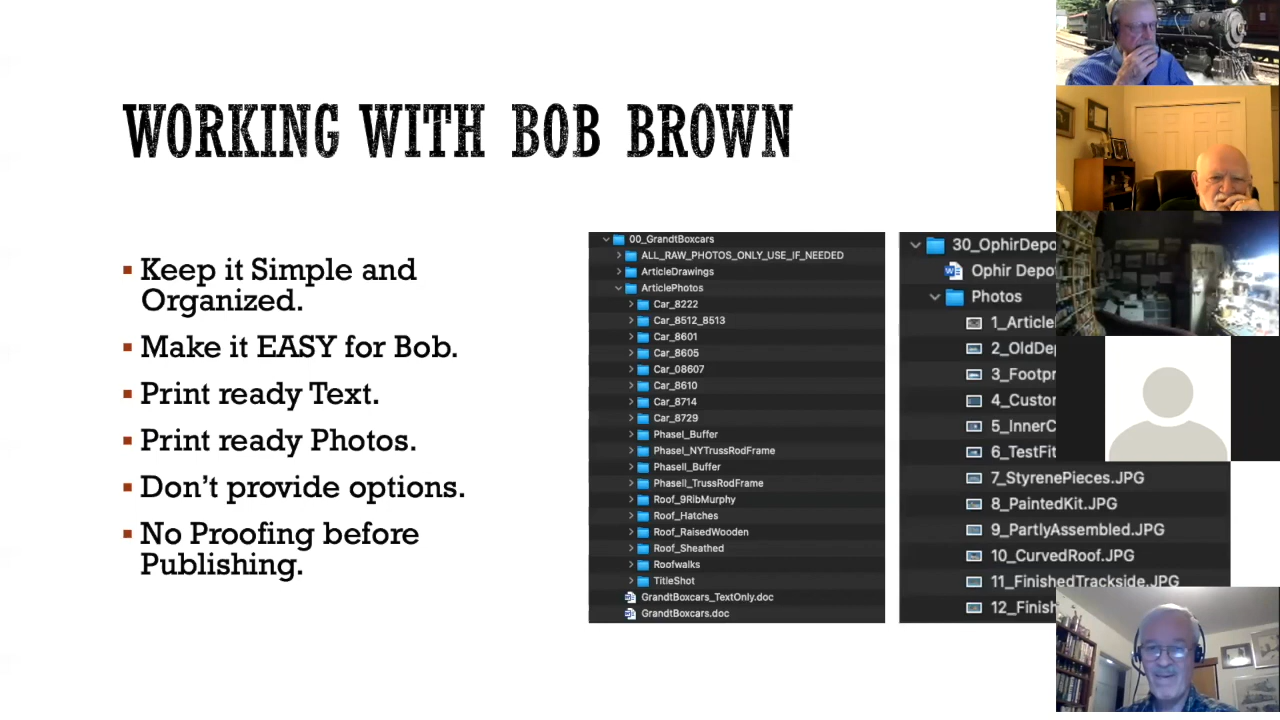 WORKING WITH BOB BROWN
▪ Keep it Simple and
Organized.
▪ Make it EASY for Bob.
▪ Print ready Text.
▪ Print ready Photos.
▪ Don’t provide options.
▪ No Proofing before
Publishing.
00_GrandtBoxcars
ALL_RAW_PHOTOS_ONLY_USE_IF_NEEDED
ArticleDrawings
ArticlePhotos
Car_8222
Car_8512_8513
Car_8601
Car_8605
Car_08607
Car_8610
Car_8714
Car_8729
PhaseI_Buffer
PhaseI_NYTrussRodFrame
PhaseII_Buffer
PhaseII_TrussRodFrame
Roof_9RibMurphy
Roof_Hatches
Roof_RaisedWooden
Roof_Sheathed
Roofwalks
TitleShot
GrandtBoxcars_TextOnly.doc
GrandtBoxcars.doc
30_OphirDepo
Ophir Depo
Photos
1_Article
2_OldDep
3_Footpr
4_Custom
5_InnerC
6_TestFit
7_StyrenePieces.JPG
8_PaintedKit.JPG
9_PartlyAssembled.JPG
10_CurvedRoof.JPG
11_FinishedTrackside.JPG
12_Finish